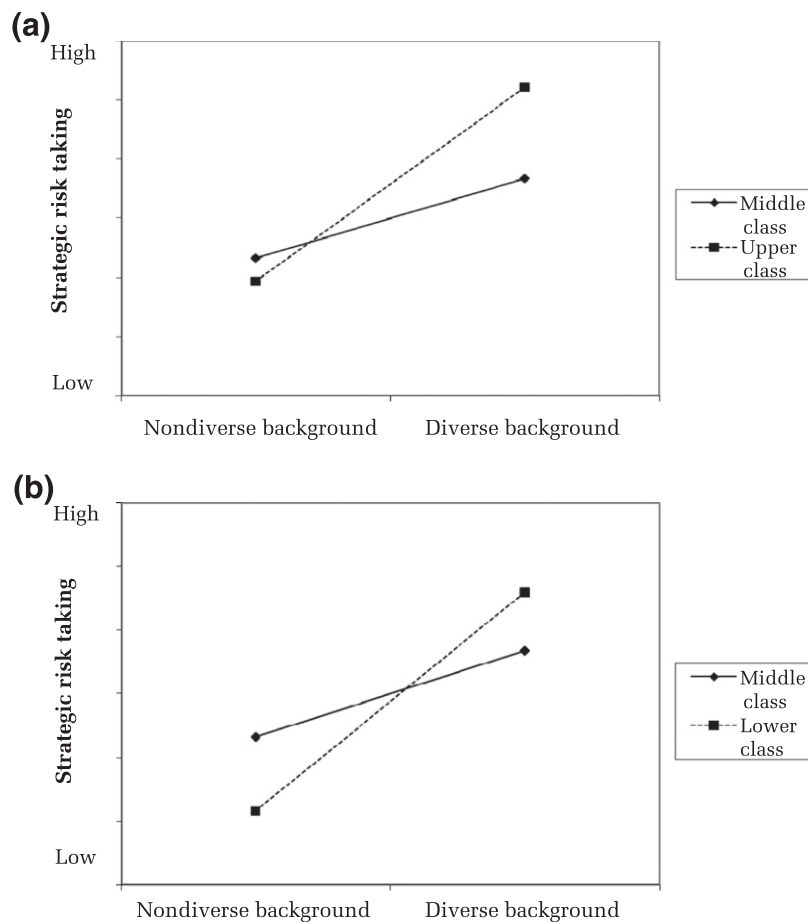 (a)
High
Strategic risk taking
Low
Nondiverse background
Diverse background
Middle
class
Upper
class
(b)
High
Strategic risk taking
Low
Nondiverse background
Diverse background
Middle
class
Lower
class